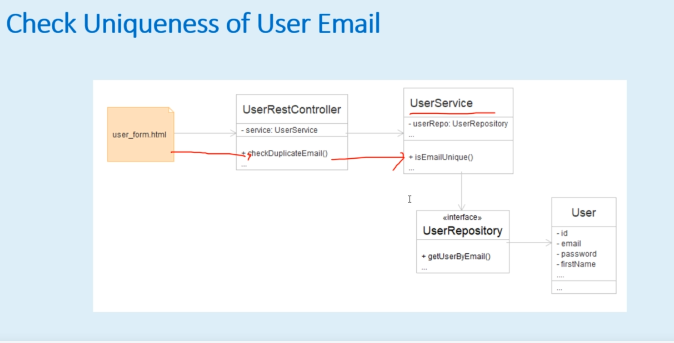 Check Uniqueness of User Email
user_form.html
UserRestController
- service: UserService
+ checkDuplicateEmail()
...
UserService
- userRepo: UserRepository
...
+ isEmailUnique()
...
«interface»
UserRepository
+ getUserByEmail()
...
User
- id
- email
- password
- firstName
....
...